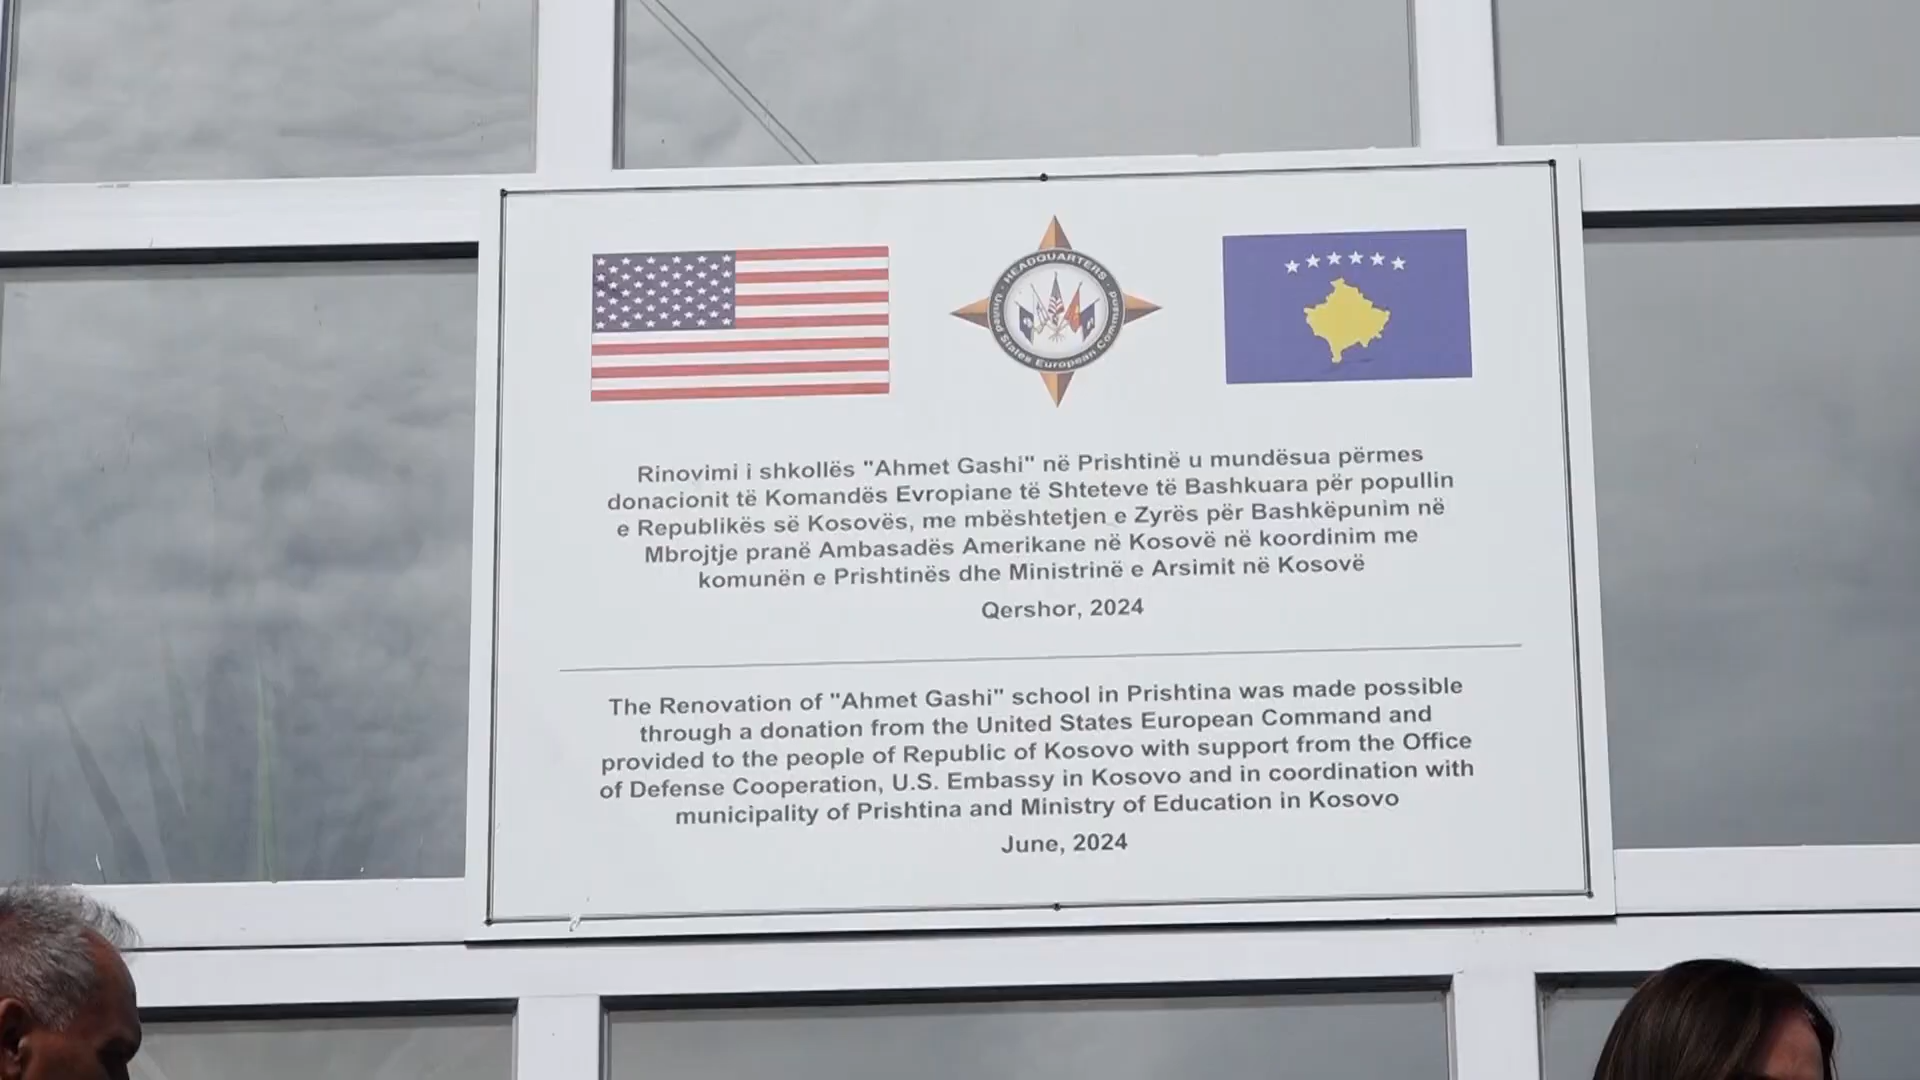 HEADQUARTERS
United States European Command
Rinovimi i shkollës "Ahmet Gashi" në Prishtinë u mundësua përmes
donacionit të Komandës Evropiane të Shteteve të Bashkuara për popullin
e Republikës së Kosovës, me mbështetjen e Zyrës për Bashkëpunim në
Mbrojtje pranë Ambasadës Amerikane në Kosovë në koordinim me
komunën e Prishtinës dhe Ministrinë e Arsimit në Kosovë
Qershor, 2024
The Renovation of "Ahmet Gashi" school in Prishtina was made possible
through a donation from the United States European Command and
provided to the people of Republic of Kosovo with support from the Office
of Defense Cooperation, U.S. Embassy in Kosovo and in coordination with
municipality of Prishtina and Ministry of Education in Kosovo
June, 2024